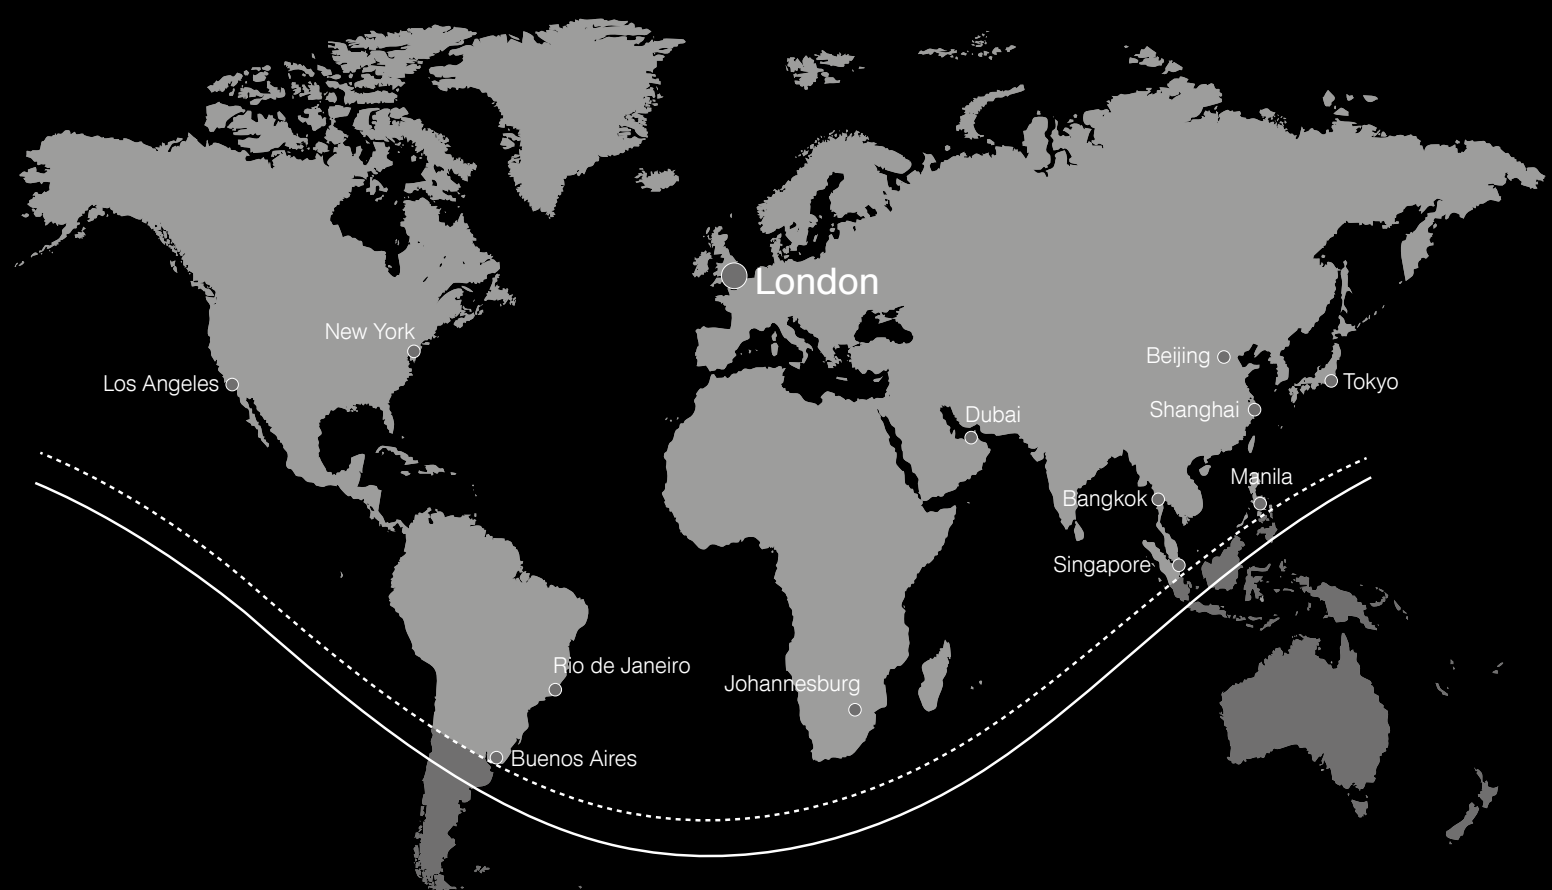 London
New York
Beijing
Los Angeles
Tokyo
Shanghai
Dubai
Manila
Bangkok
Singapore
Rio de Janeiro
Johannesburg
Buenos Aires